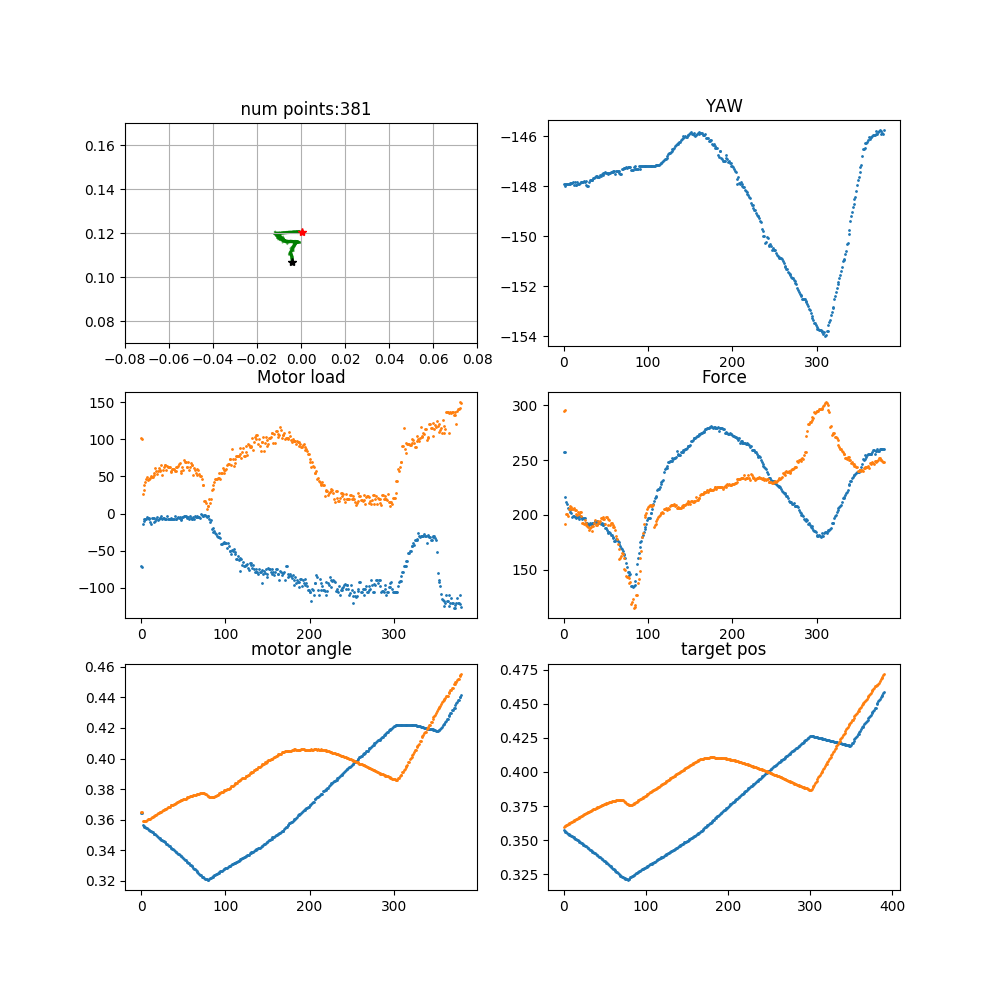 num points:381
0.16
0.14
0.12
0.10
0.08
−0.08 −0.06 −0.04 −0.02 0.00 0.02 0.04 0.06 0.08
YAW
−146
−148
−150
−152
−154
0 100 200 300
Motor load
150
100
50
0
−50
−100
0 100 200 300
Force
300
250
200
150
0 100 200 300
motor angle
0.46
0.44
0.42
0.40
0.38
0.36
0.34
0.32
0 100 200 300
target pos
0.475
0.450
0.425
0.400
0.375
0.350
0.325
0 100 200 300 400